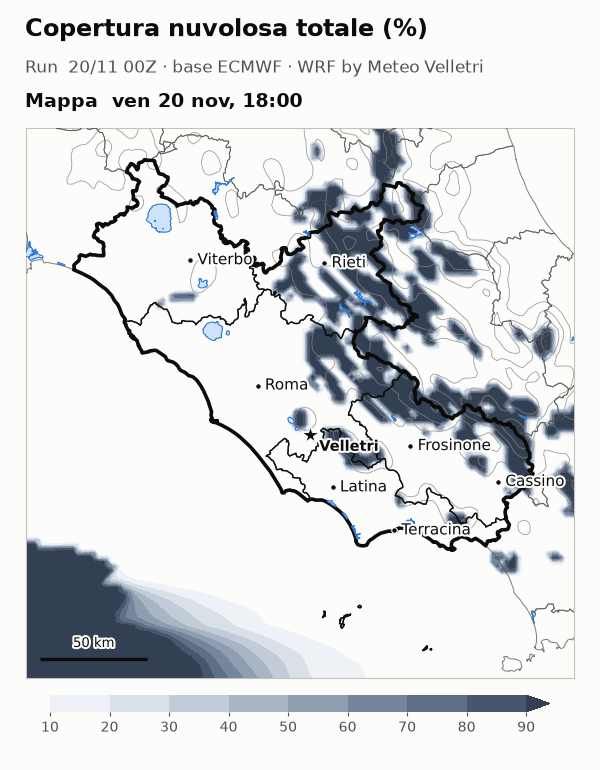 Copertura nuvolosa totale (%)
Run 20/11 00Z · base ECMWF · WRF by Meteo Velletri
Mappa ven 20 nov, 18:00
Viterbo
Rieti
Roma
Velletri
Frosinone
Cassino
Latina
Terracina
50 km
10 20 30 40 50 60 70 80 90